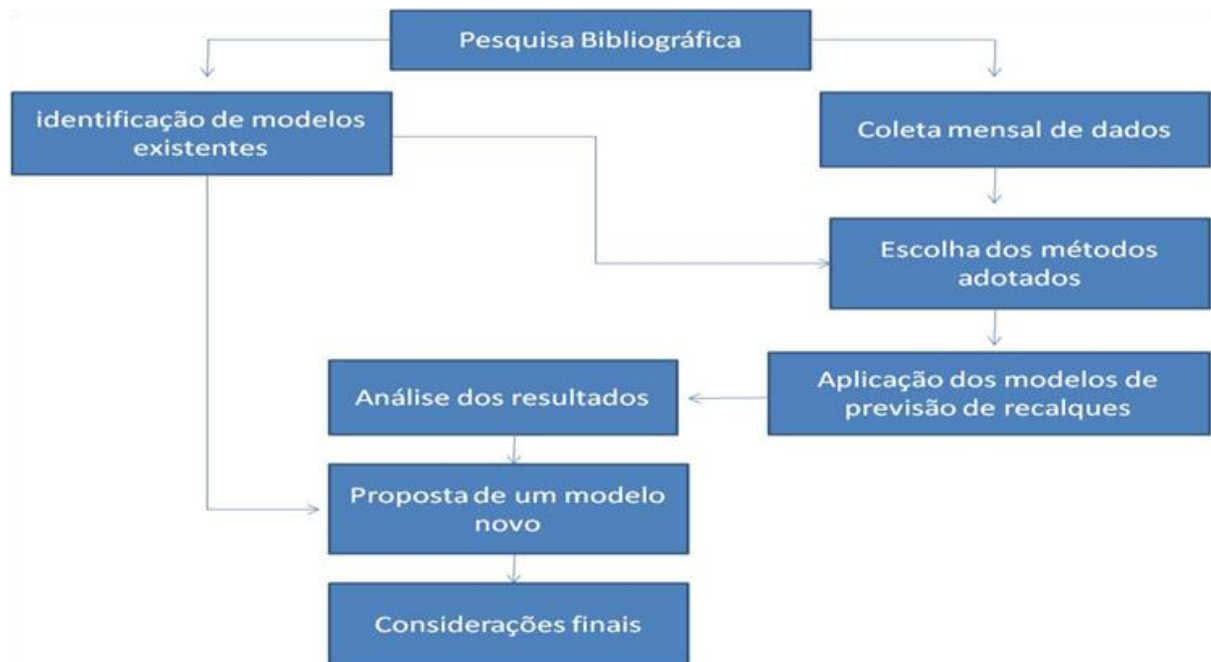 Pesquisa Bibliográfica
identificação de modelos
existentes
Coleta mensal de dados
Escolha dos métodos
adotados
Aplicação dos modelos de
previsão de recalques
Análise dos resultados
Proposta de um modelo
novo
Considerações finais